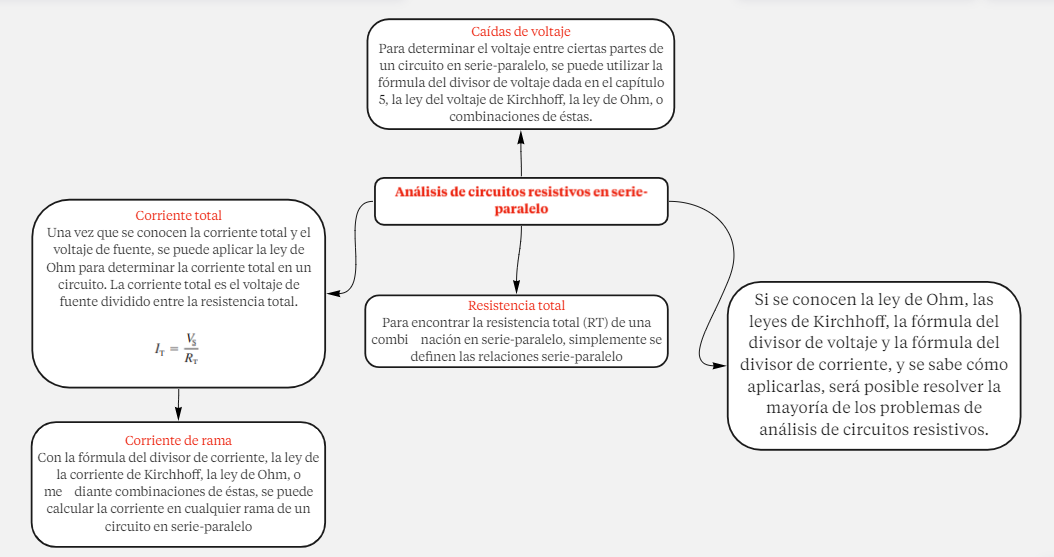 Caídas de voltaje
Para determinar el voltaje entre ciertas partes de
un circuito en serie-paralelo, se puede utilizar la
fórmula del divisor de voltaje dada en el capítulo
5, la ley del voltaje de Kirchhoff, la ley de Ohm, o
combinaciones de éstas.
Análisis de circuitos resistivos en serie-
paralelo
Corriente total
Una vez que se conocen la corriente total y el
voltaje de fuente, se puede aplicar la ley de
Ohm para determinar la corriente total en un
circuito. La corriente total es el voltaje de
fuente dividido entre la resistencia total.
I_T = V_S / R_T
Resistencia total
Para encontrar la resistencia total (RT) de una
combi nación en serie-paralelo, simplemente se
definen las relaciones serie-paralelo
Si se conocen la ley de Ohm, las
leyes de Kirchhoff, la fórmula del
divisor de voltaje y la fórmula del
divisor de corriente, y se sabe cómo
aplicarlas, será posible resolver la
mayoría de los problemas de
análisis de circuitos resistivos.
Corriente de rama
Con la fórmula del divisor de corriente, la ley de
la corriente de Kirchhoff, la ley de Ohm, o
me diante combinaciones de éstas, se puede
calcular la corriente en cualquier rama de un
circuito en serie-paralelo